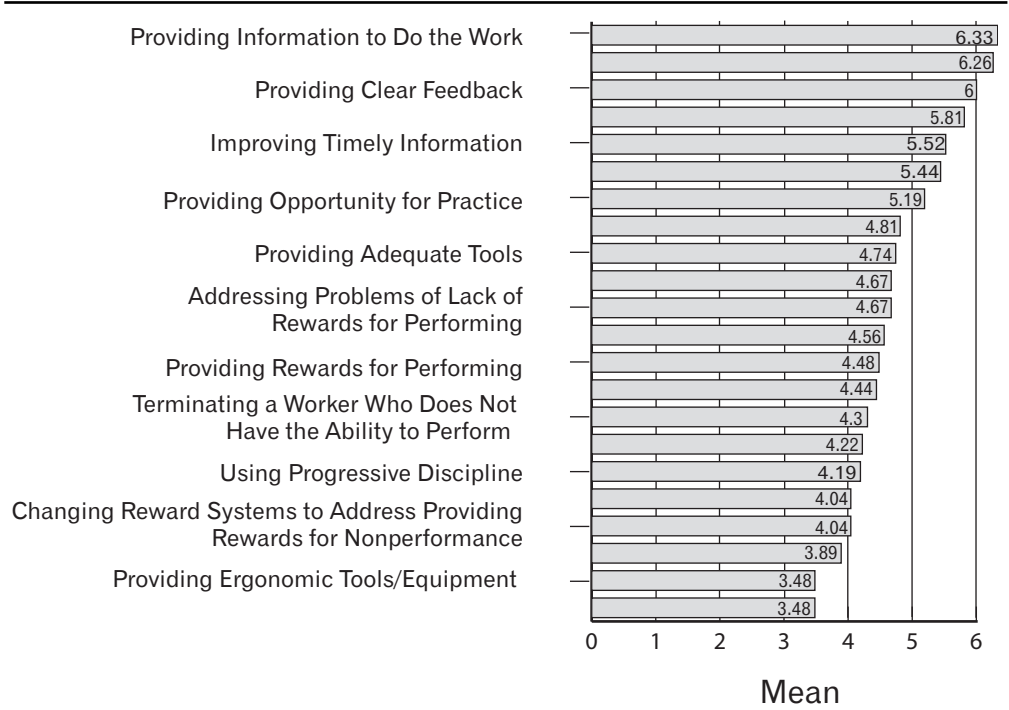 Providing Information to Do the Work
6.33
6.26
Providing Clear Feedback
6
5.81
Improving Timely Information
5.52
5.44
Providing Opportunity for Practice
5.19
4.81
Providing Adequate Tools
4.74
4.67
Addressing Problems of Lack of
Rewards for Performing
4.67
4.56
Providing Rewards for Performing
4.48
4.44
Terminating a Worker Who Does Not
Have the Ability to Perform
4.3
4.22
Using Progressive Discipline
4.19
4.04
Changing Reward Systems to Address Providing
Rewards for Nonperformance
4.04
3.89
Providing Ergonomic Tools/Equipment
3.48
3.48
0 1 2 3 4 5 6
Mean